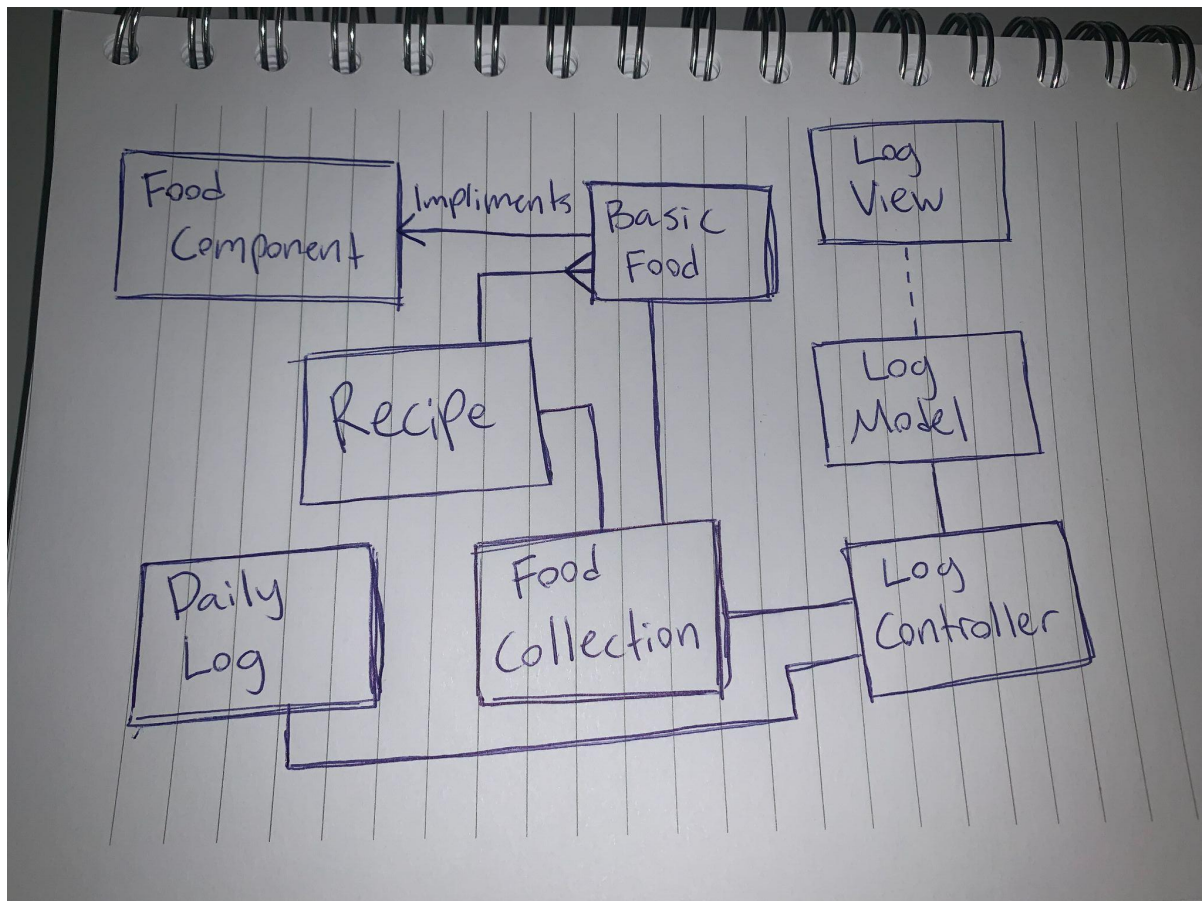 Food
Component
Impliments
Basic
Food
Log
View
Recipe
Log
Model
Daily
Log
Food
Collection
Log
Controller